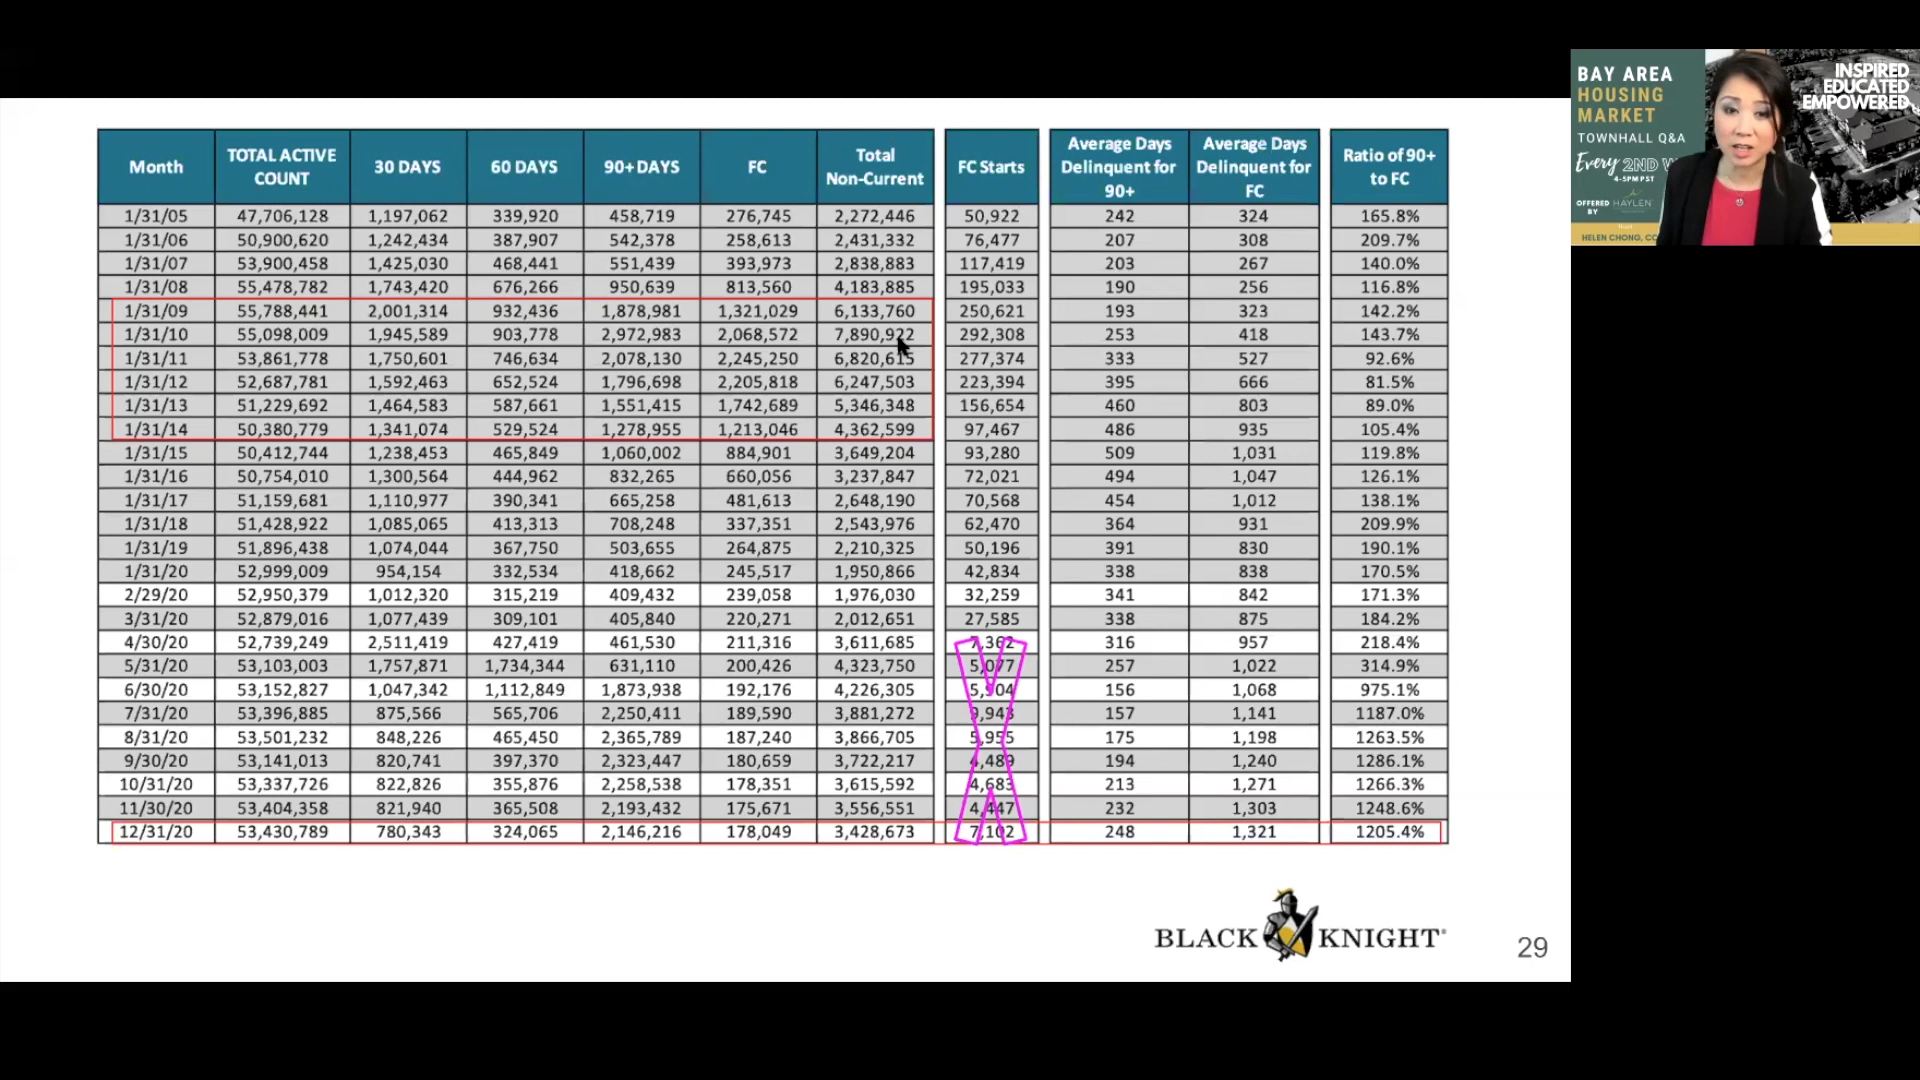 Month TOTAL ACTIVE COUNT 30 DAYS 60 DAYS 90+ DAYS FC Total Non-Current FC Starts Average Days Delinquent for 90+ Average Days Delinquent for FC Ratio of 90+ to FC
1/31/05 47,706,128 1,197,062 339,920 458,719 276,745 2,272,446 50,922 242 324 165.8%
1/31/06 50,900,620 1,242,434 387,907 542,378 258,613 2,431,332 76,477 207 308 209.7%
1/31/07 53,900,458 1,425,030 468,441 551,439 393,973 2,838,883 117,419 203 267 140.0%
1/31/08 55,478,782 1,743,420 676,266 950,639 813,560 4,183,885 195,033 190 256 116.8%
1/31/09 55,788,441 2,001,314 932,436 1,878,981 1,321,029 6,133,760 250,621 193 323 142.2%
1/31/10 55,098,009 1,945,589 903,778 2,972,983 2,068,572 7,890,922 292,308 253 418 143.7%
1/31/11 53,861,778 1,750,601 746,634 2,078,130 2,245,250 6,820,615 277,374 333 527 92.6%
1/31/12 52,687,781 1,592,463 652,524 1,796,698 2,205,818 6,247,503 223,394 395 666 81.5%
1/31/13 51,229,692 1,464,583 587,661 1,551,415 1,742,689 5,346,348 156,654 460 803 89.0%
1/31/14 50,380,779 1,341,074 529,524 1,278,955 1,213,046 4,362,599 97,467 486 935 105.4%
1/31/15 50,412,744 1,238,453 465,849 1,060,002 884,901 3,649,204 93,280 509 1,031 119.8%
1/31/16 50,754,010 1,300,564 444,962 832,265 660,056 3,237,847 72,021 494 1,047 126.1%
1/31/17 51,159,681 1,110,977 390,341 665,258 481,613 2,648,190 70,568 454 1,012 138.1%
1/31/18 51,428,922 1,085,065 413,313 708,248 337,351 2,543,976 62,470 364 931 209.9%
1/31/19 51,896,438 1,074,044 367,750 503,655 264,875 2,210,325 50,196 391 830 190.1%
1/31/20 52,999,009 954,154 332,534 418,662 245,517 1,950,866 42,834 338 838 170.5%
2/29/20 52,950,379 1,012,320 315,219 409,432 239,058 1,976,030 32,259 341 842 171.3%
3/31/20 52,879,016 1,077,439 309,101 405,840 220,271 2,012,651 27,585 338 875 184.2%
4/30/20 52,739,249 2,511,419 427,419 461,530 211,316 3,611,685 7,362 316 957 218.4%
5/31/20 53,103,003 1,757,871 1,734,344 631,110 200,426 4,323,750 5,077 257 1,022 314.9%
6/30/20 53,152,827 1,047,342 1,112,849 1,873,938 192,176 4,226,305 156 1,068 975.1%
7/31/20 53,396,885 875,566 565,706 2,250,411 189,590 3,881,272 157 1,141 1187.0%
8/31/20 53,501,232 848,226 465,450 2,365,789 187,240 3,866,705 5,955 175 1,198 1263.5%
9/30/20 53,141,013 820,741 397,370 2,323,447 180,659 3,722,217 4,489 194 1,240 1286.1%
10/31/20 53,337,726 822,826 355,876 2,258,538 178,351 3,615,592 4,683 213 1,271 1266.3%
11/30/20 53,404,358 821,940 365,508 2,193,432 175,671 3,556,551 4,447 232 1,303 1248.6%
12/31/20 53,430,789 780,343 324,065 2,146,216 178,049 3,428,673 7,102 248 1,321 1205.4%
BLACK KNIGHT
29
BAY AREA
HOUSING
MARKET
TOWNHALL Q&A
Every 2ND
4-5PM PST
OFFERED BY HAYLEN
HELEN CHONG,
INSPIRED
EDUCATED
EMPOWERED